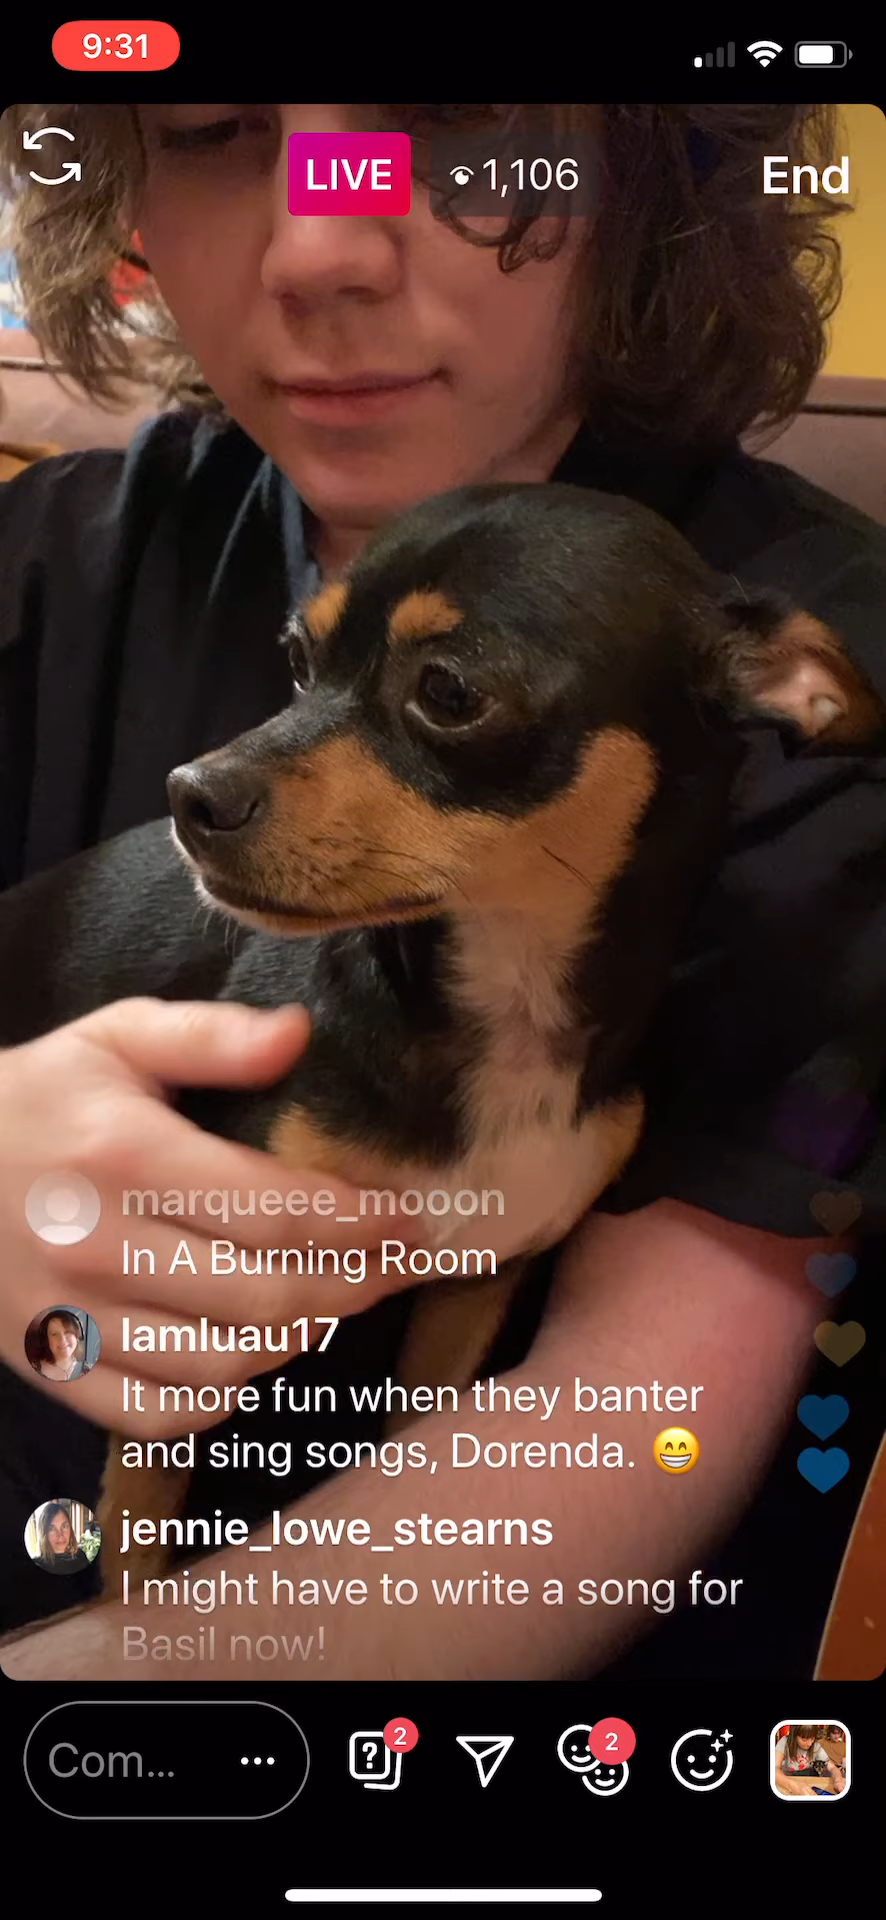 9:31
LIVE
1,106
End
marqueee_mooon
In A Burning Room
lamluau17
It more fun when they banter
and sing songs, Dorenda. 😁
jennie_lowe_stearns
I might have to write a song for
Basil now!
Com...
2
2